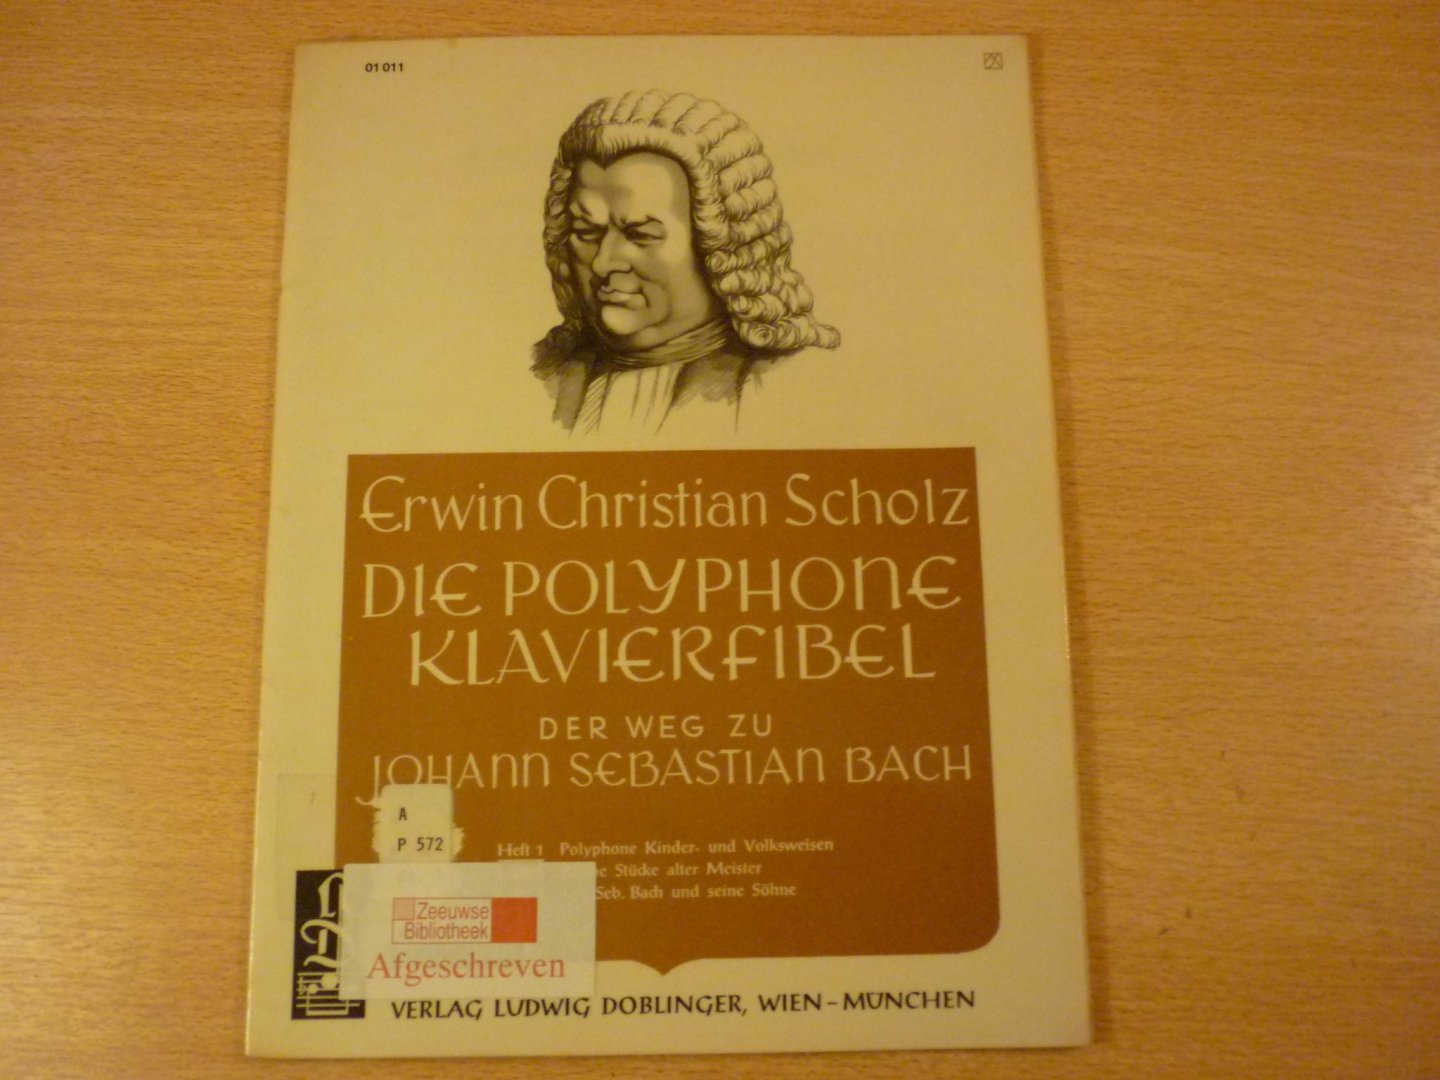 01 011
Erwin Christian Scholz
DIE POLYPHONE
KLAVIERFIBEL
DER WEG ZU
JOHANN SEBASTIAN BACH
A
P 572
Heft 1 Polyphone Kinder- und Volksweisen
Stücke alter Meister
Seb. Bach und seine Söhne
Zeeuwse
Bibliotheek
Afgeschreven
VERLAG LUDWIG DOBLINGER, WIEN – MÜNCHEN